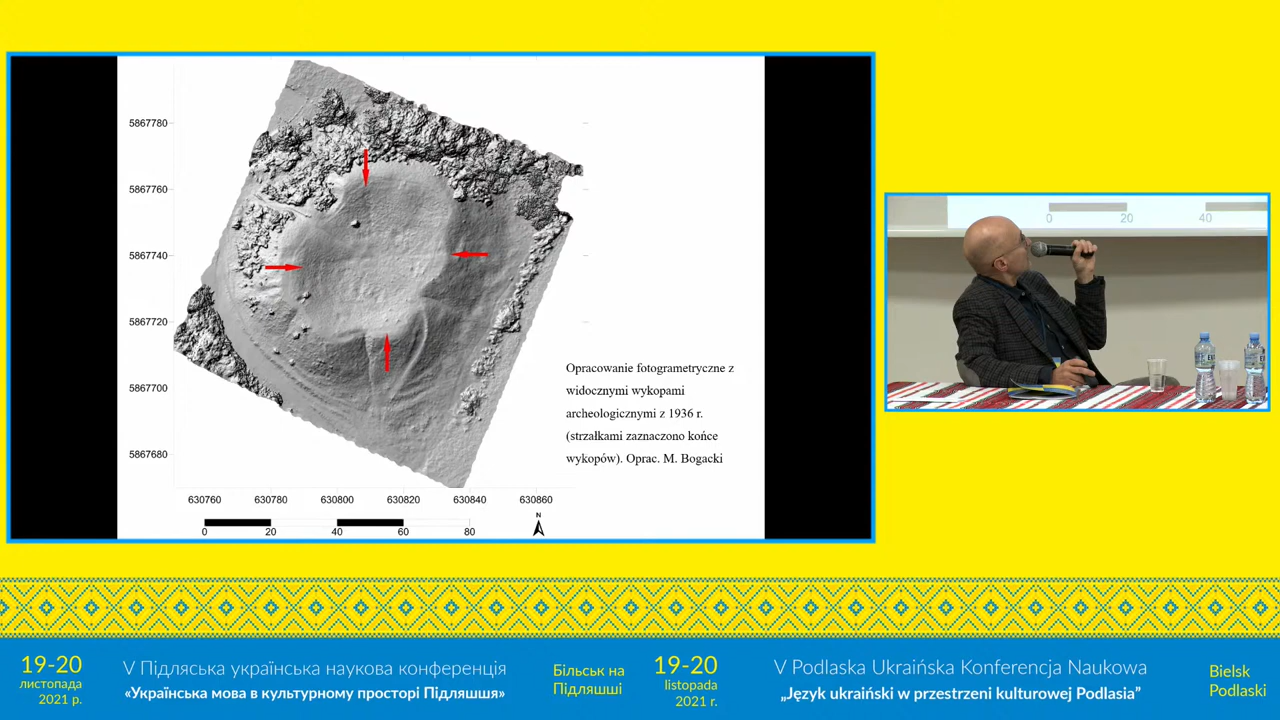 5867780
5867760
5867740
5867720
5867700
5867680
630760
630780
630800
630820
630840
630860
0
20
40
60
80
N
Opracowanie fotogrametryczne z
widocznymi wykopami
archeologicznymi z 1936 r.
(strzałkami zaznaczono końce
wykopów). Oprac. M. Bogacki
0
20
40
19-20
листопада
2021 р.
V Підляська українська наукова конференція
«Українська мова в культурному просторі Підляшшя»
Більськ на
Підляшші
19-20
listopada
2021 r.
V Podlaska Ukraińska Konferencja Naukowa
„Język ukraiński w przestrzeni kulturowej Podlasia”
Bielsk
Podlaski